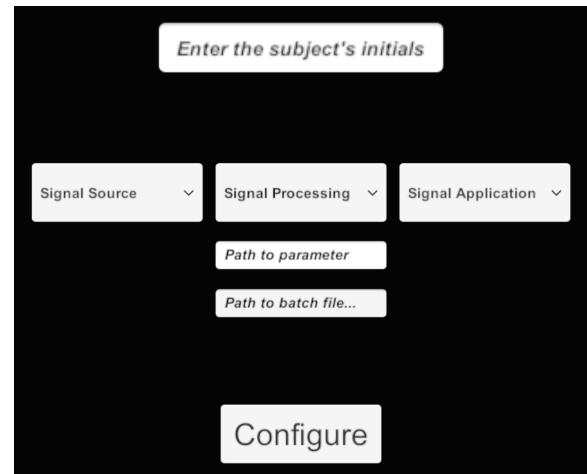 Enter the subject's initials
Signal Source
Signal Processing
Signal Application
Path to parameter
Path to batch file...
Configure